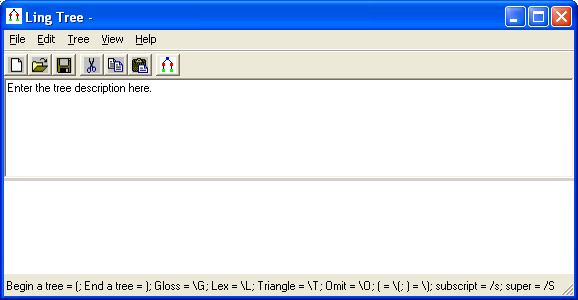 Ling Tree -
File Edit Tree View Help
Enter the tree description here.
Begin a tree = (; End a tree = ); Gloss = \G; Lex = \L; Triangle = \T; Omit = \O; ( = \(; ) = \); subscript = /s; super = /S